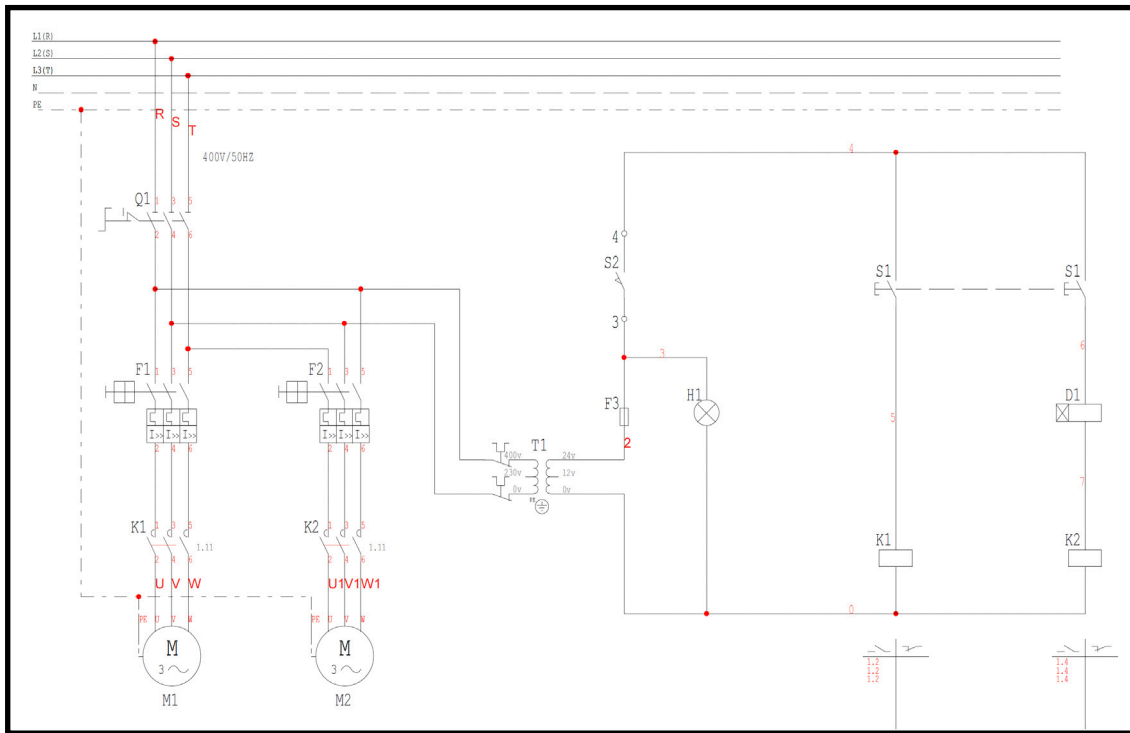 L1(R)
L2(S)
L3(T)
N
PE
R S T
400V/50HZ
4
Q1 1 3 5
2 4 6
4
S2 S1 S1
3
3 6
F1 1 3 5 F2 1 3 5
F3 H1 D1
5
I>> I>> I>> I>> I>> I>>
2 4 6 2 4 6
2
T1
400v 24v
230v 12v
0v 0v
PE
7
K1 1 3 5 K2 1 3 5
1.11 1.11
2 4 6 2 4 6
K1 K2
U V W U1 V1 W1
0
PE U V W PE U V W
M M
3 3
M1 M2
1.2 1.4
1.2 1.4
1.2 1.4